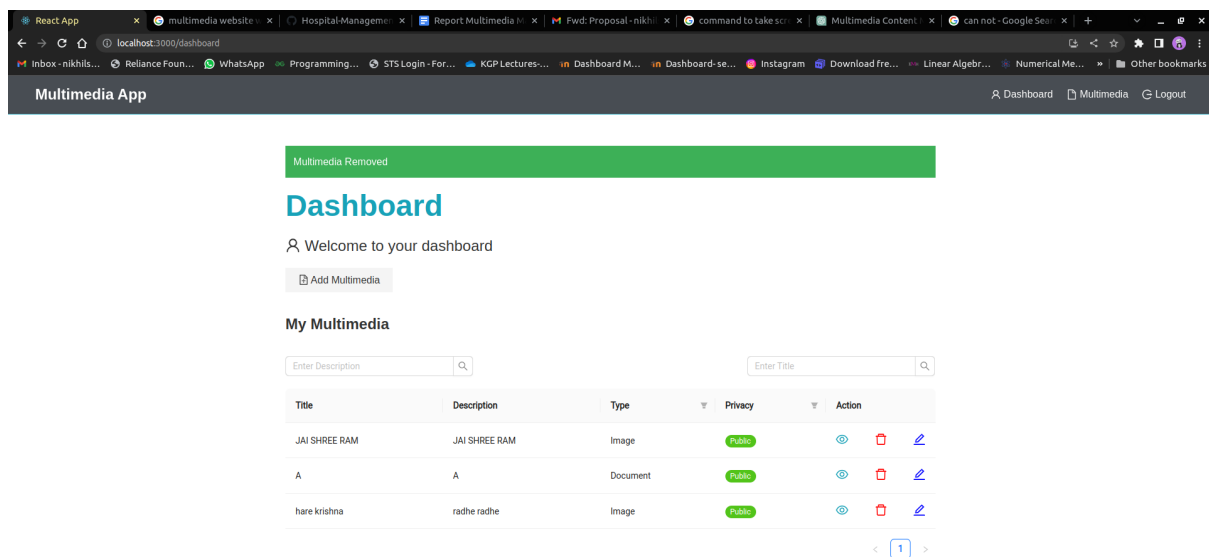 React App
multimedia website w
Hospital-Managemen
Report Multimedia M
Fwd: Proposal - nikhil
command to take scr
Multimedia Content
can not - Google Sear
localhost:3000/dashboard
Inbox - nikhils...
Reliance Foun...
WhatsApp
Programming...
STS Login - For...
KGP Lectures-...
Dashboard M...
Dashboard - se...
Instagram
Download fre...
Linear Algebr...
Numerical Me...
»
Other bookmarks
Multimedia App
Dashboard
Multimedia
Logout
Multimedia Removed
Dashboard
Welcome to your dashboard
Add Multimedia
My Multimedia
Enter Description
Enter Title
Title Description Type Privacy Action
JAI SHREE RAM JAI SHREE RAM Image Public
A A Document Public
hare krishna radhe radhe Image Public
< 1 >